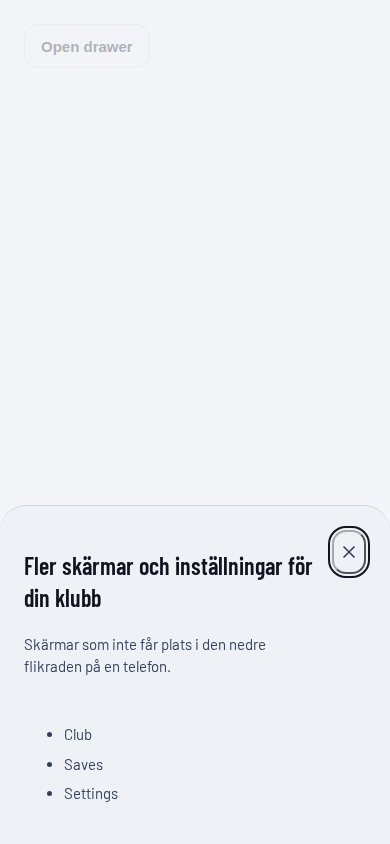 Open drawer
Fler skärmar och inställningar för
din klubb
Skärmar som inte får plats i den nedre
flikraden på en telefon.
Club
Saves
Settings